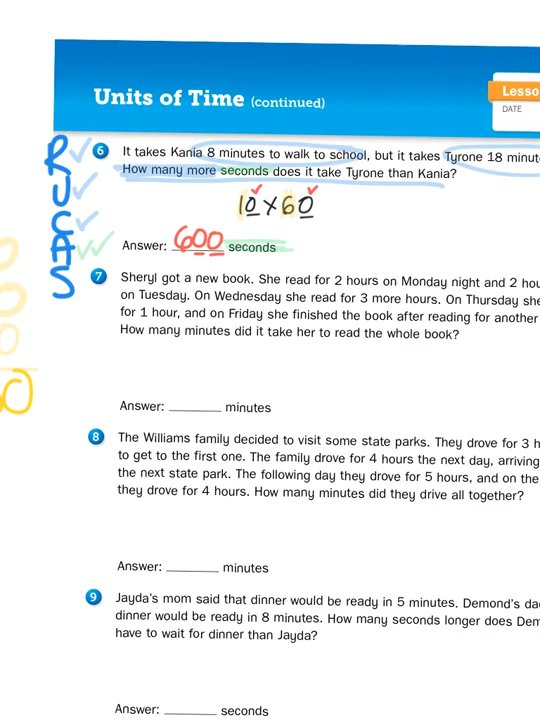 Lesso
Units of Time (continued)
DATE
R
U
C
A
S
6 It takes Kania 8 minutes to walk to school, but it takes Tyrone 18 minut
How many more seconds does it take Tyrone than Kania?
10 x 60
Answer: 600 seconds
7 Sheryl got a new book. She read for 2 hours on Monday night and 2 hou
on Tuesday. On Wednesday she read for 3 more hours. On Thursday she
for 1 hour, and on Friday she finished the book after reading for another
How many minutes did it take her to read the whole book?
Answer: ______ minutes
8 The Williams family decided to visit some state parks. They drove for 3 h
to get to the first one. The family drove for 4 hours the next day, arriving
the next state park. The following day they drove for 5 hours, and on the
they drove for 4 hours. How many minutes did they drive all together?
Answer: ______ minutes
9 Jayda's mom said that dinner would be ready in 5 minutes. Demond's da
dinner would be ready in 8 minutes. How many seconds longer does Dem
have to wait for dinner than Jayda?
Answer: ______ seconds